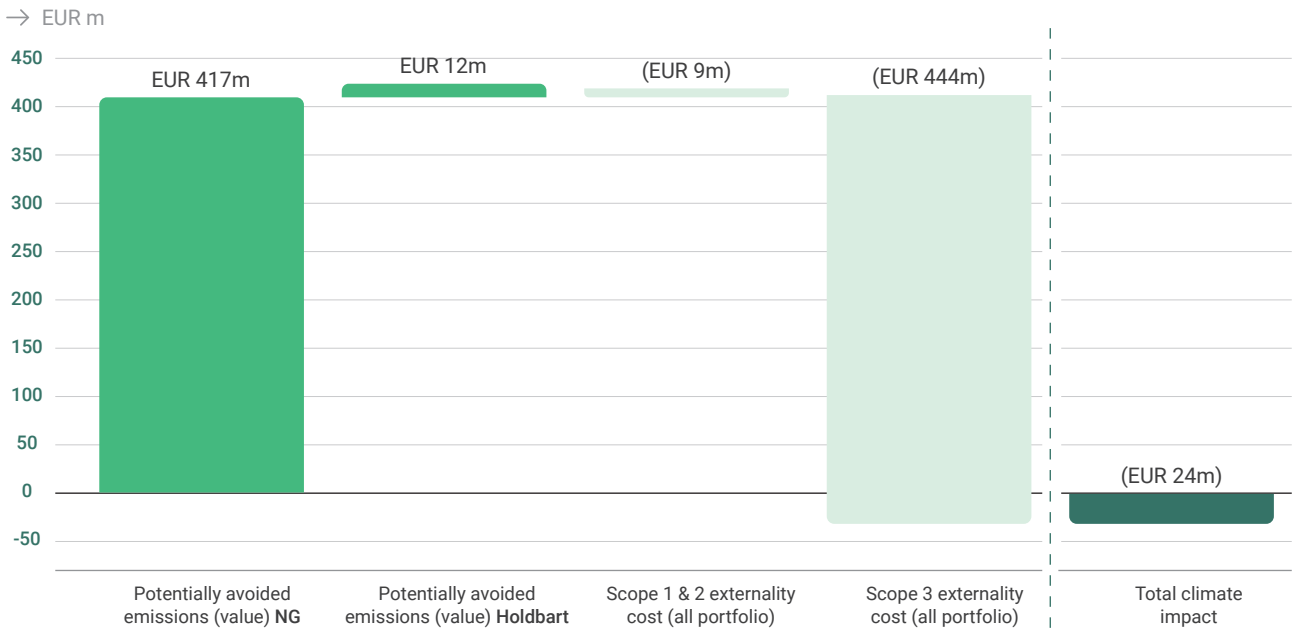 → EUR m
450
400
350
300
250
200
150
100
50
0
-50
EUR 417m
EUR 12m
(EUR 9m)
(EUR 444m)
(EUR 24m)
Potentially avoided
emissions (value) NG
Potentially avoided
emissions (value) Holdbart
Scope 1 & 2 externality
cost (all portfolio)
Scope 3 externality
cost (all portfolio)
Total climate
impact